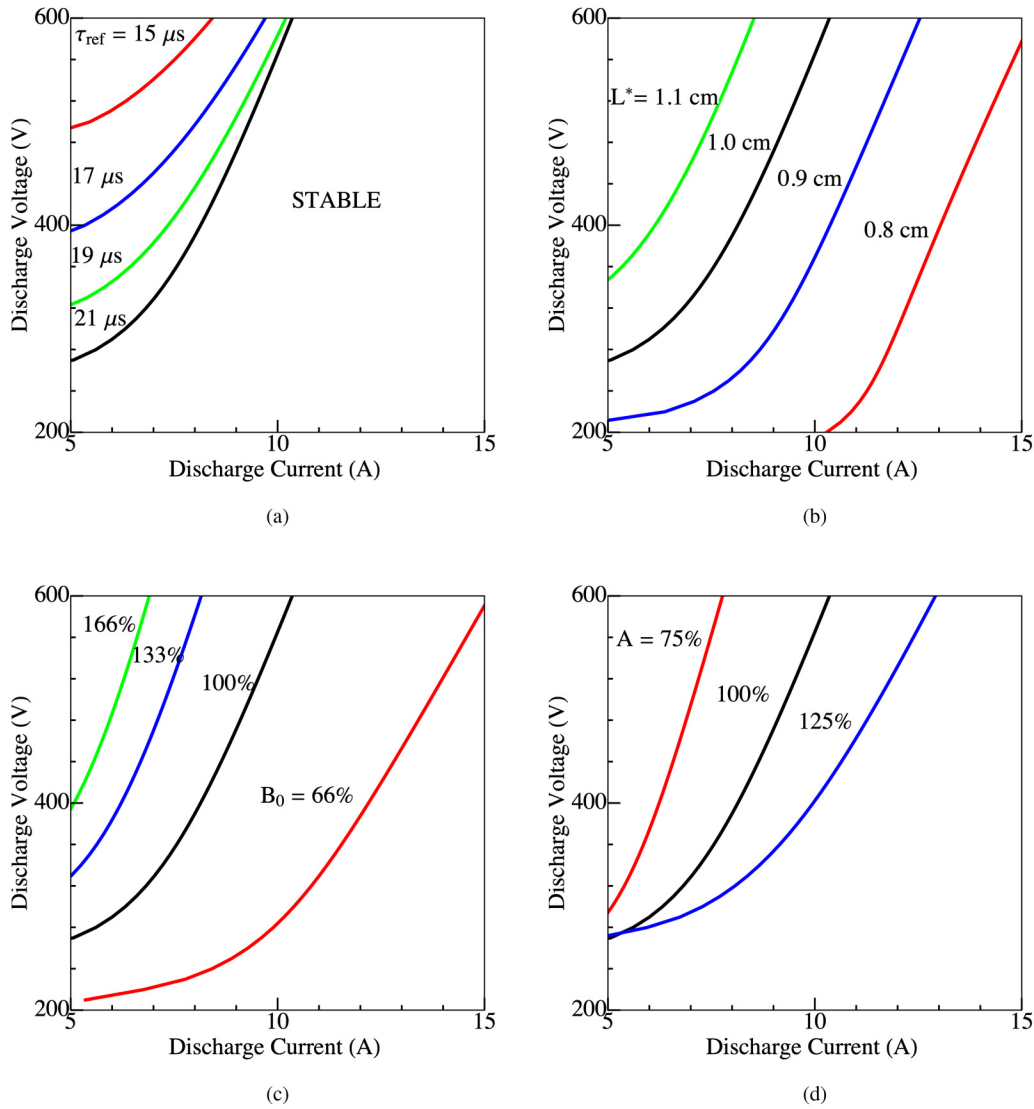 600
τref = 15 μs
17 μs
400
STABLE
19 μs
21 μs
200
5
10
15
Discharge Voltage (V)
Discharge Current (A)
(a)
600
L*= 1.1 cm
1.0 cm
0.9 cm
400
0.8 cm
200
5
10
15
Discharge Voltage (V)
Discharge Current (A)
(b)
600
166%
133%
100%
400
B0 = 66%
200
5
10
15
Discharge Voltage (V)
Discharge Current (A)
(c)
600
A = 75%
100%
125%
400
200
5
10
15
Discharge Voltage (V)
Discharge Current (A)
(d)